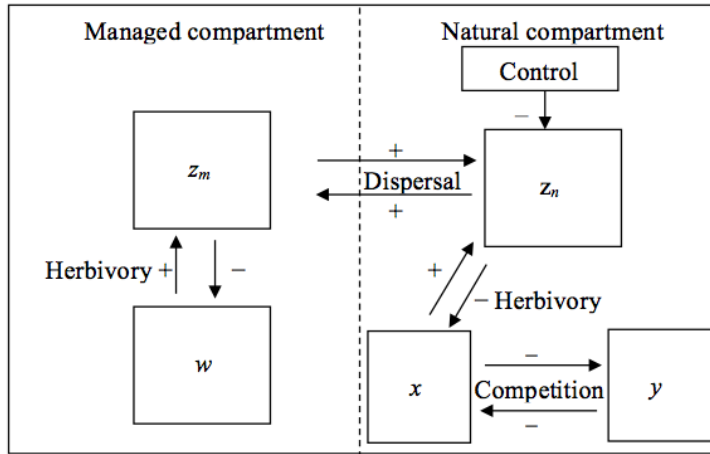 Managed compartment
Natural compartment
Control
−
z_m
+
Dispersal
+
z_n
Herbivory + −
+
− Herbivory
w
x
−
Competition
−
y